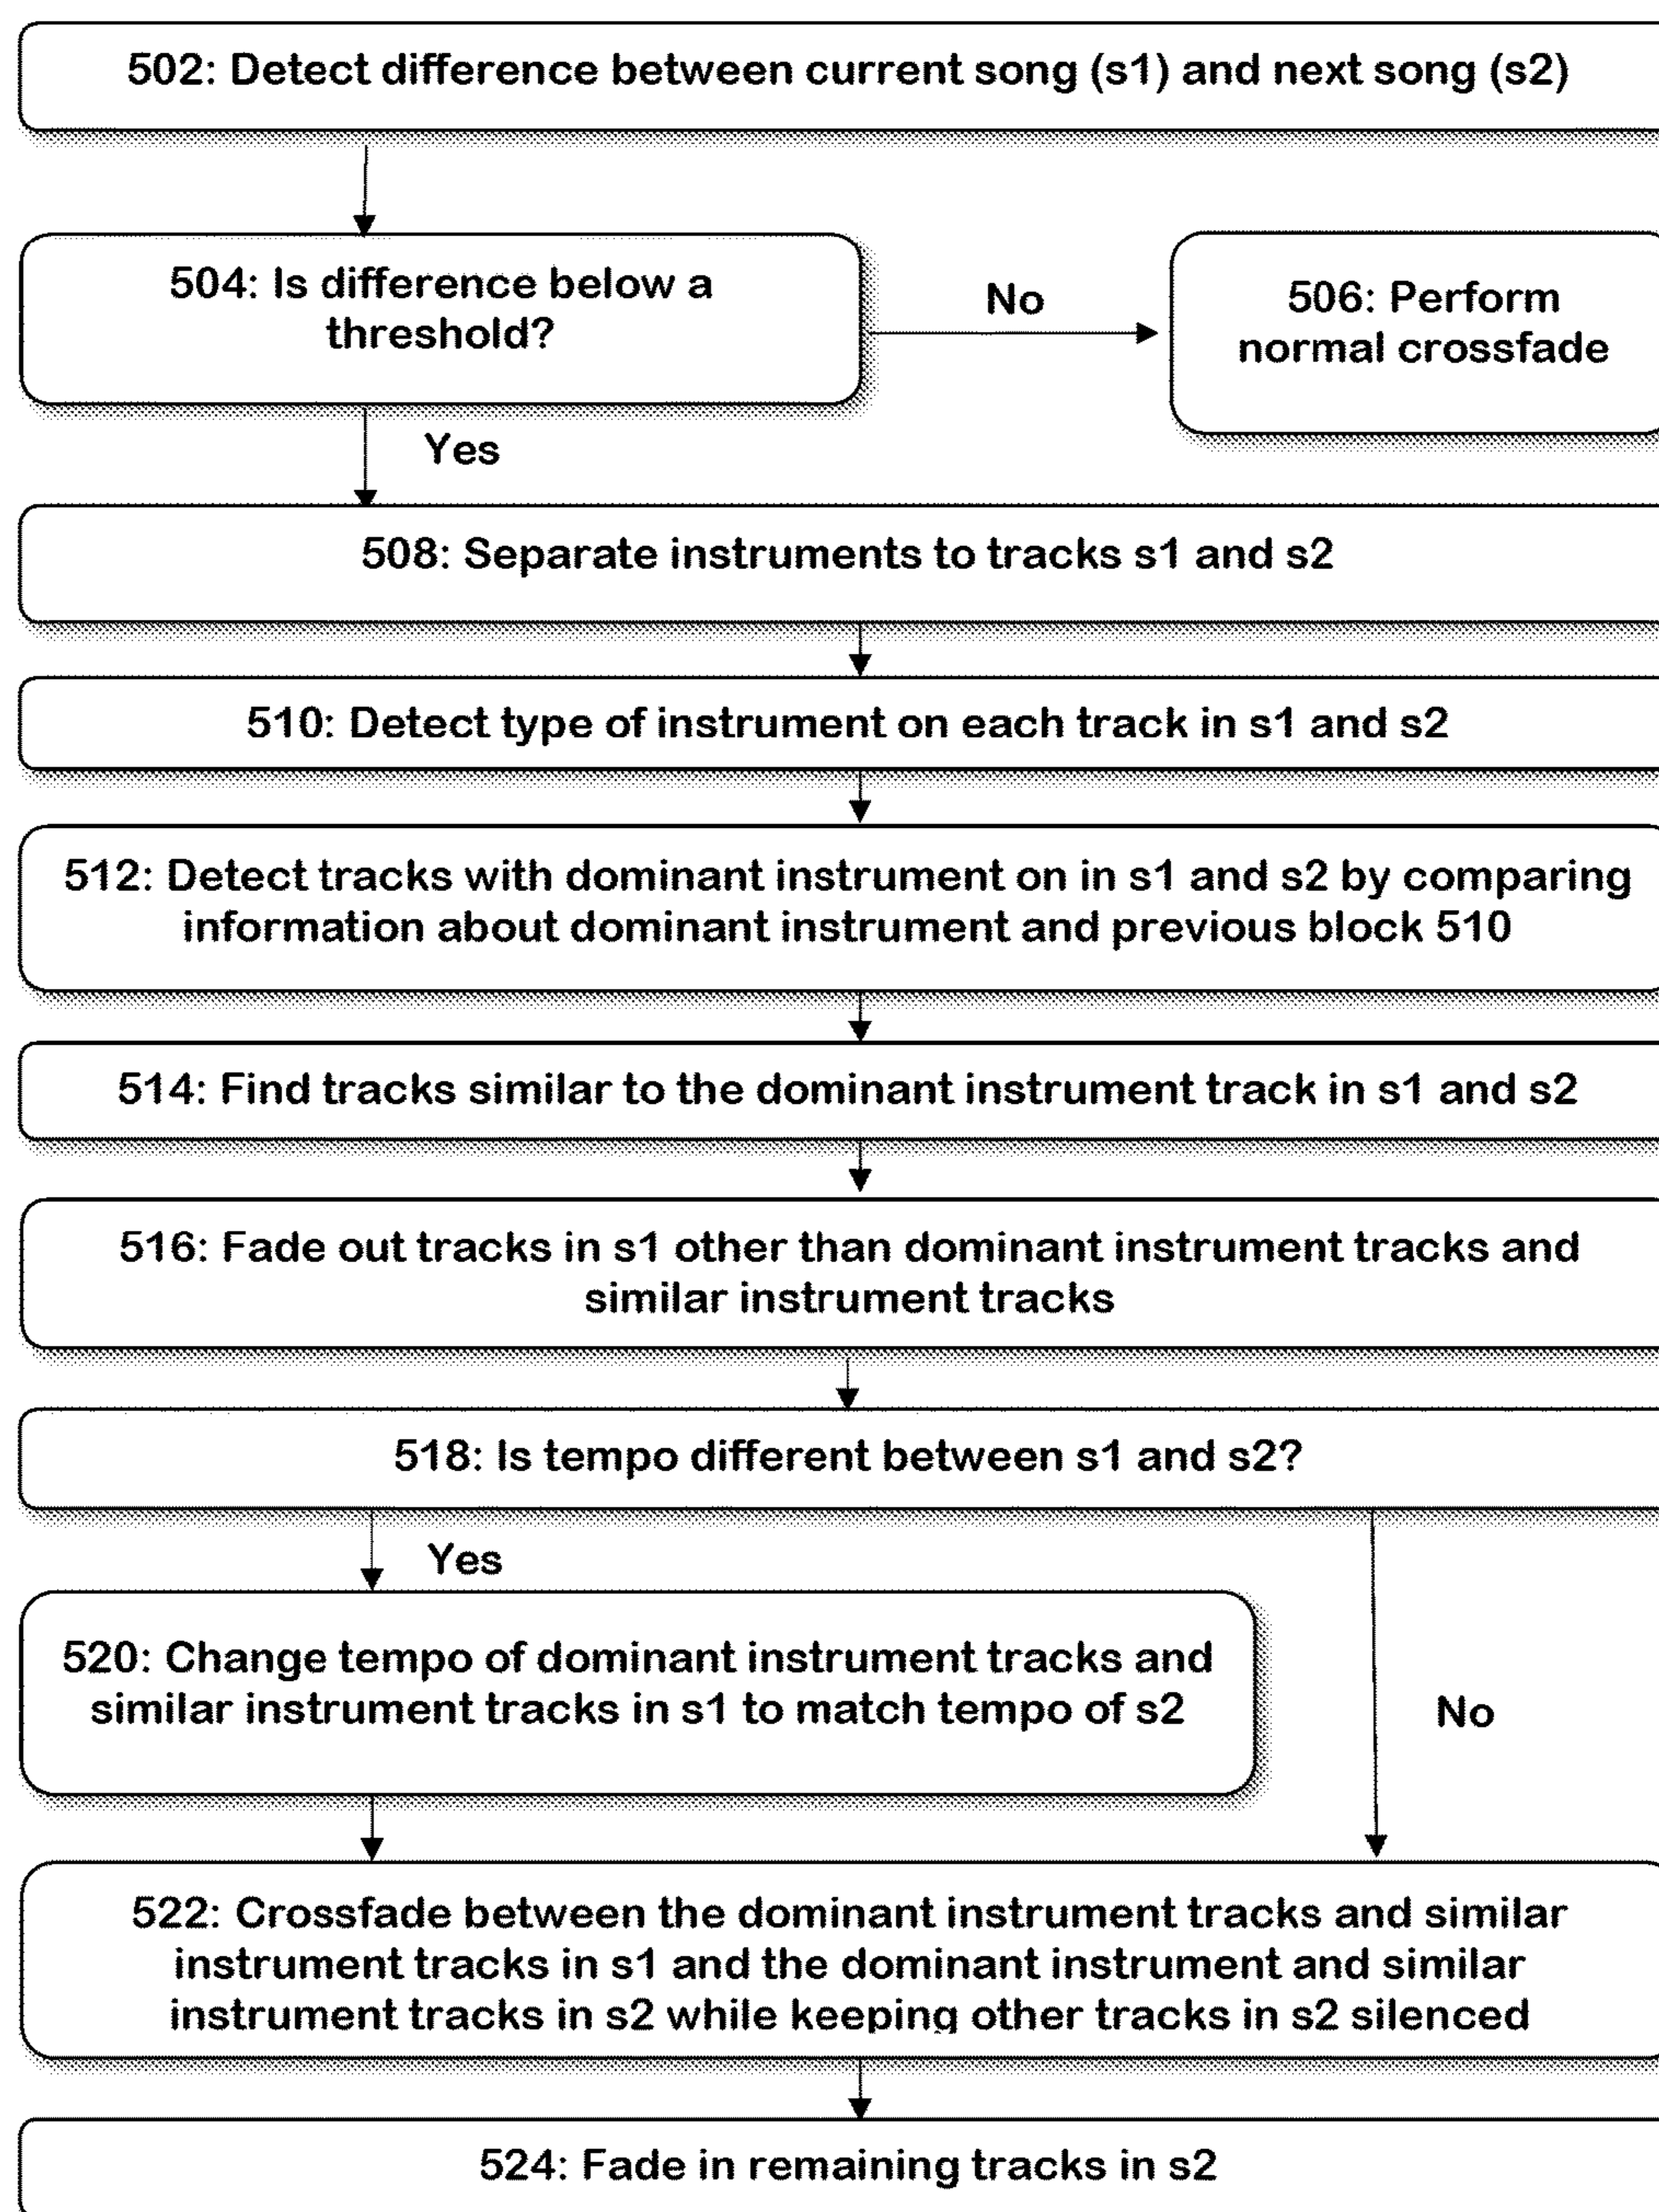 502: Detect difference between current song (s1) and next song (s2)
504: Is difference below a
threshold?
No
506: Perform
normal crossfade
Yes
508: Separate instruments to tracks s1 and s2
510: Detect type of instrument on each track in s1 and s2
512: Detect tracks with dominant instrument on in s1 and s2 by comparing
information about dominant instrument and previous block 510
514: Find tracks similar to the dominant instrument track in s1 and s2
516: Fade out tracks in s1 other than dominant instrument tracks and
similar instrument tracks
518: Is tempo different between s1 and s2?
Yes
520: Change tempo of dominant instrument tracks and
similar instrument tracks in s1 to match tempo of s2
No
522: Crossfade between the dominant instrument tracks and similar
instrument tracks in s1 and the dominant instrument and similar
instrument tracks in s2 while keeping other tracks in s2 silenced
524: Fade in remaining tracks in s2